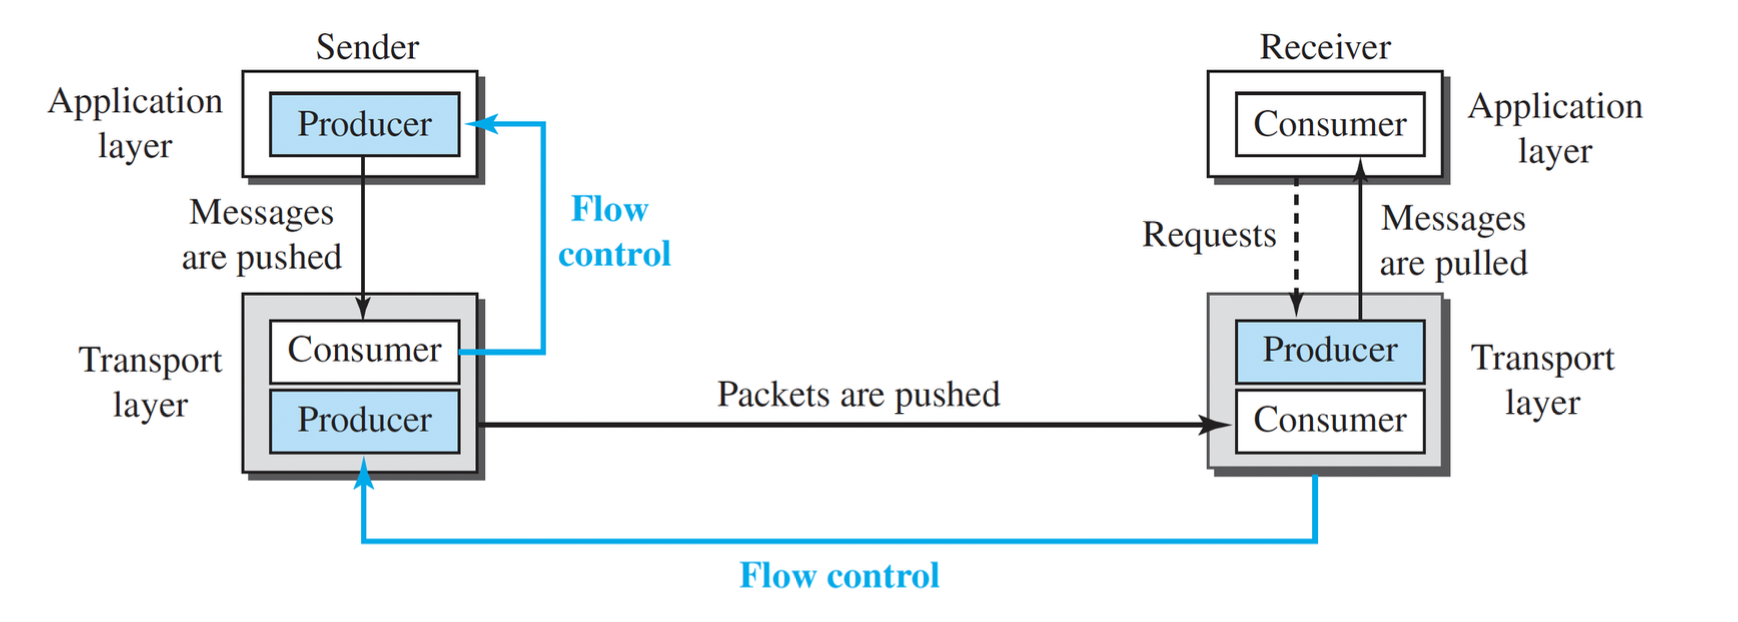 Sender
Receiver
Application
layer
Producer
Consumer
Application
layer
Messages
are pushed
Flow
control
Requests
Messages
are pulled
Transport
layer
Consumer
Producer
Packets are pushed
Producer
Consumer
Transport
layer
Flow control